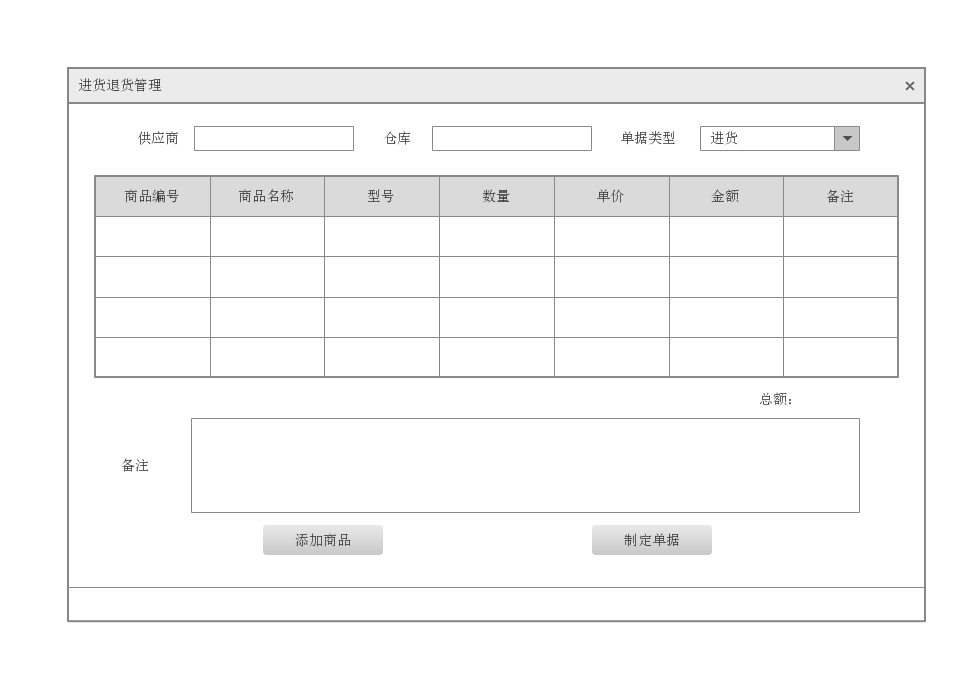 进货退货管理 ×
供应商 仓库 单据类型 进货
商品编号 商品名称 型号 数量 单价 金额 备注
总额：
备注
添加商品 制定单据